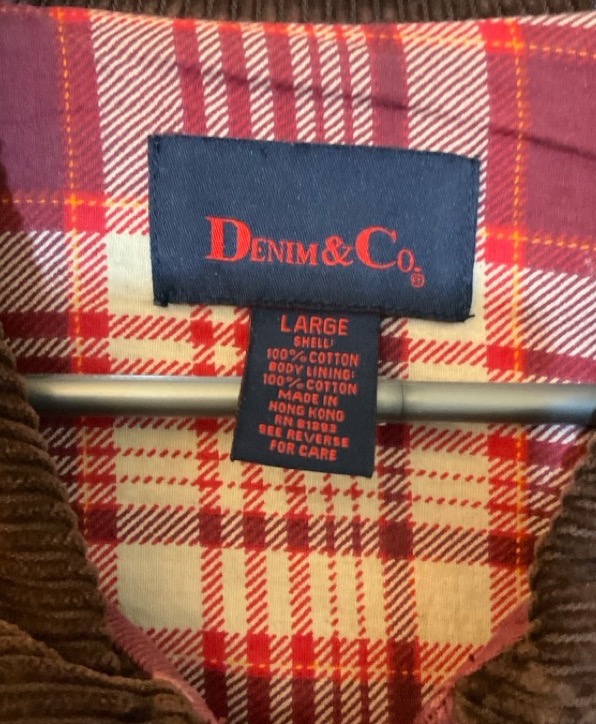 DENIM & CO.®
LARGE
SHELL:
100% COTTON
BODY LINING:
100% COTTON
MADE IN
HONG KONG
RN 81893
SEE REVERSE
FOR CARE